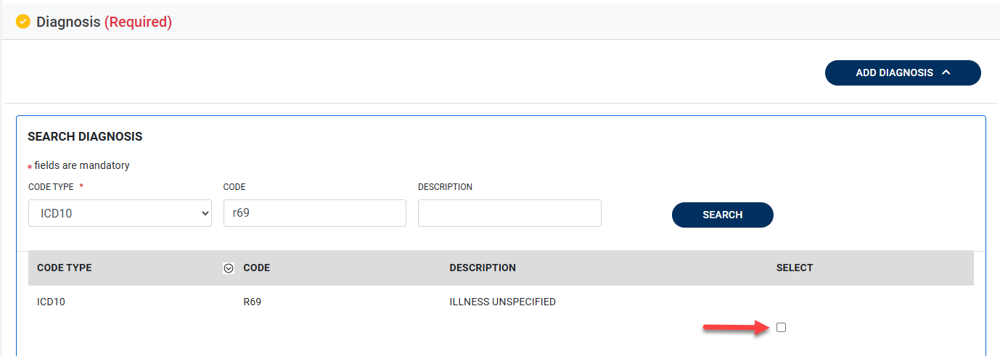 Diagnosis (Required)
ADD DIAGNOSIS
SEARCH DIAGNOSIS
* fields are mandatory
CODE TYPE * CODE DESCRIPTION
ICD10 r69 SEARCH
CODE TYPE CODE DESCRIPTION SELECT
ICD10 R69 ILLNESS UNSPECIFIED